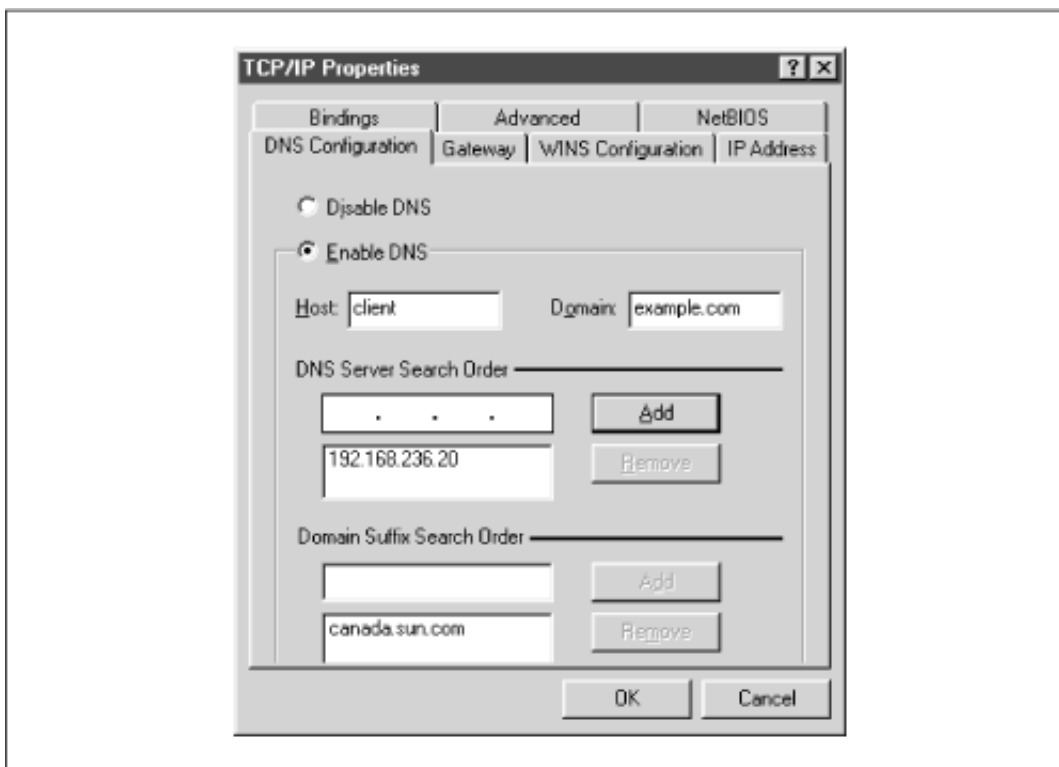 TCP/IP Properties
Bindings Advanced NetBIOS
DNS Configuration Gateway WINS Configuration IP Address
Disable DNS
Enable DNS
Host: client Domain: example.com
DNS Server Search Order
. . . Add
192.168.236.20 Remove
Domain Suffix Search Order
Add
canada.sun.com Remove
OK Cancel